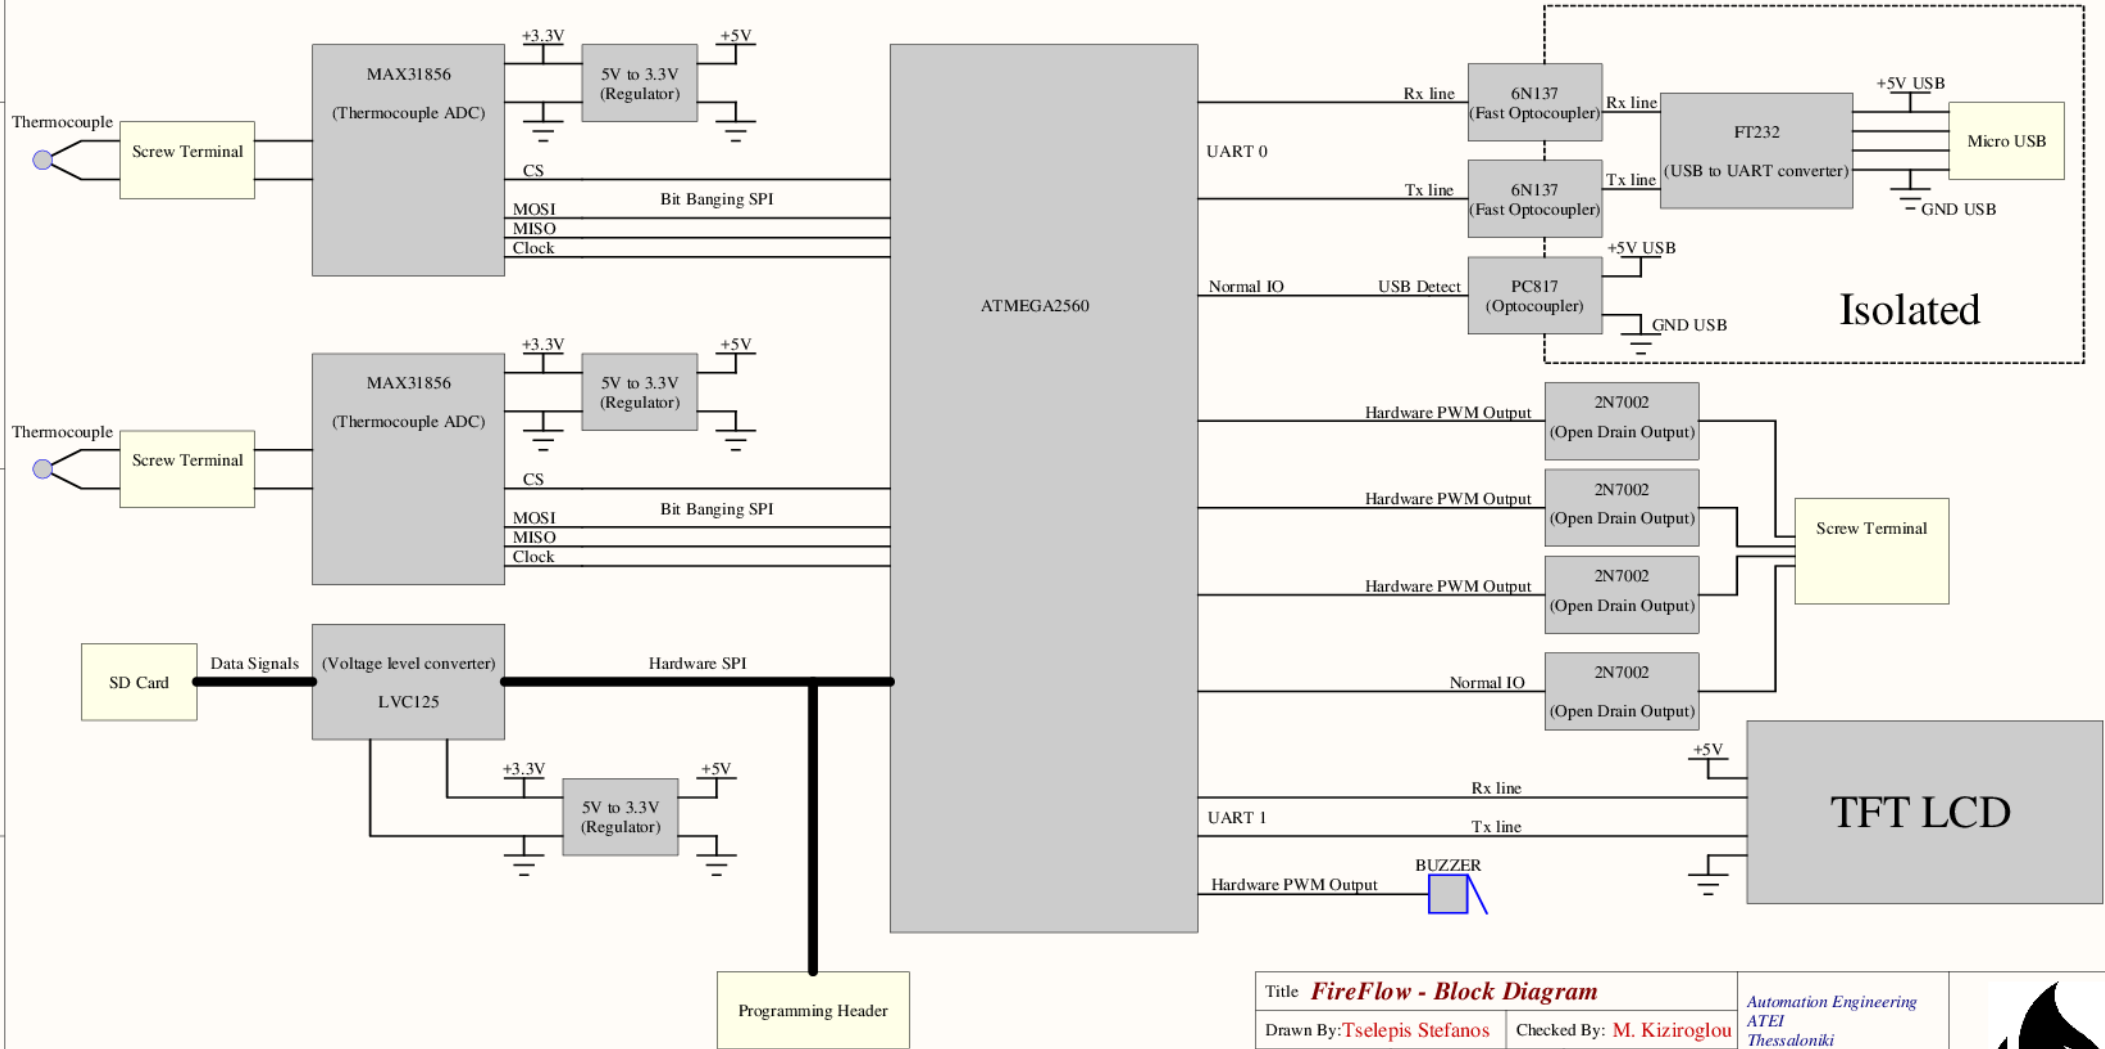 +3.3V
+5V
MAX31856
(Thermocouple ADC)
5V to 3.3V
(Regulator)
Thermocouple
Screw Terminal
CS
Bit Banging SPI
MOSI
MISO
Clock
+3.3V
+5V
MAX31856
(Thermocouple ADC)
5V to 3.3V
(Regulator)
Thermocouple
Screw Terminal
CS
Bit Banging SPI
MOSI
MISO
Clock
SD Card
Data Signals
(Voltage level converter)
LVC125
Hardware SPI
+3.3V
+5V
5V to 3.3V
(Regulator)
Programming Header
ATMEGA2560
Rx line
6N137
(Fast Optocoupler)
Rx line
UART 0
Tx line
6N137
(Fast Optocoupler)
Tx line
FT232
(USB to UART converter)
+5V USB
Micro USB
GND USB
Normal IO
USB Detect
PC817
(Optocoupler)
+5V USB
GND USB
Isolated
Hardware PWM Output
2N7002
(Open Drain Output)
Hardware PWM Output
2N7002
(Open Drain Output)
Hardware PWM Output
2N7002
(Open Drain Output)
Normal IO
2N7002
(Open Drain Output)
Screw Terminal
+5V
Rx line
UART 1
Tx line
TFT LCD
BUZZER
Hardware PWM Output
Title FireFlow - Block Diagram
Drawn By:Tselepis Stefanos
Checked By: M. Kiziroglou
Automation Engineering
ATEI
Thessaloniki